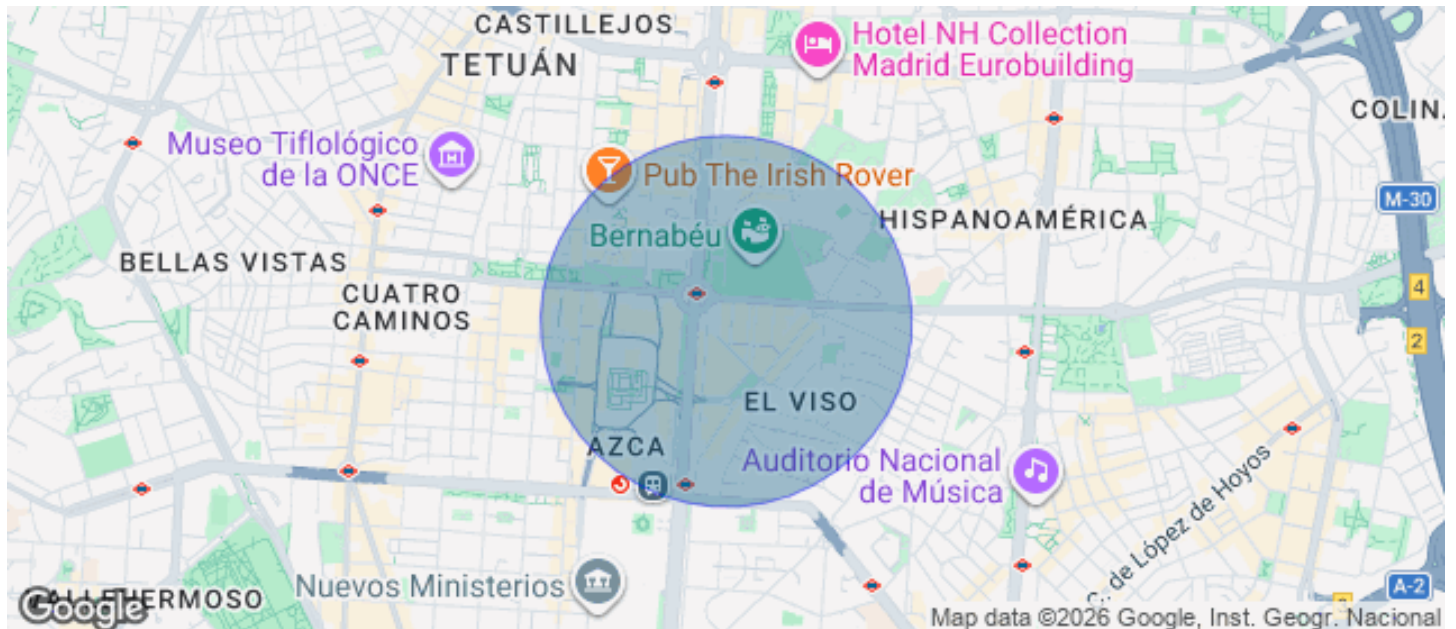 CASTILLEJOS
TETUÁN
Hotel NH Collection
Madrid Eurobuilding
COLIN
Museo Tiflológico
de la ONCE
Pub The Irish Rover
M-30
HISPANOAMÉRICA
Bernabéu
BELLAS VISTAS
CUATRO
CAMINOS
4
2
EL VISO
AZCA
Auditorio Nacional
de Música
C. de López de Hoyos
Nuevos Ministerios
A-2
VALLEHERMOSO
Google
Map data ©2026 Google, Inst. Geogr. Nacional